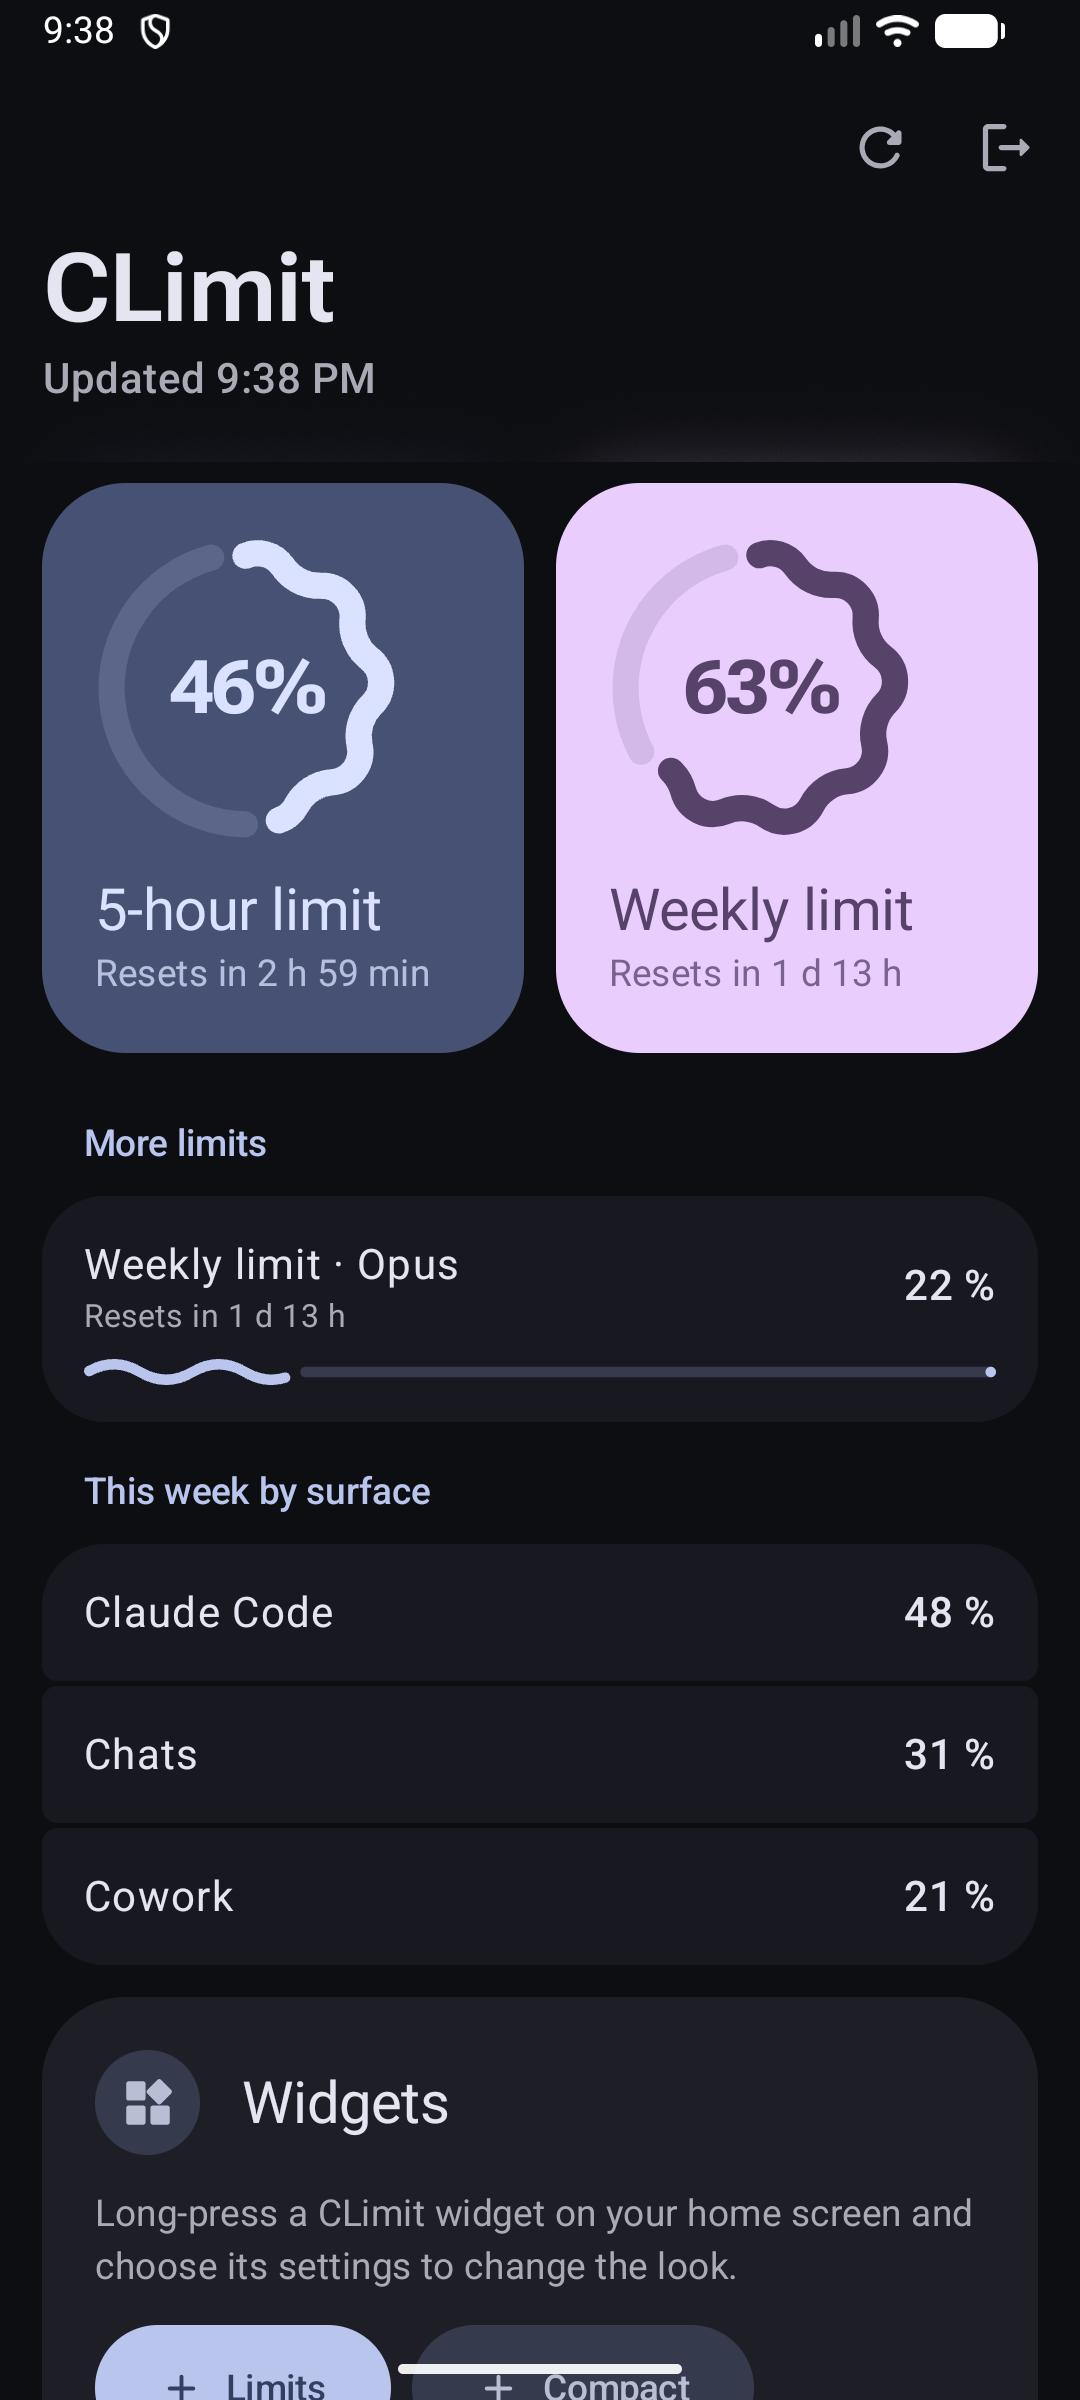 9:38
CLimit
Updated 9:38 PM
46%
5-hour limit
Resets in 2 h 59 min
63%
Weekly limit
Resets in 1 d 13 h
More limits
Weekly limit · Opus
22 %
Resets in 1 d 13 h
This week by surface
Claude Code
48 %
Chats
31 %
Cowork
21 %
Widgets
Long-press a CLimit widget on your home screen and
choose its settings to change the look.
+ Limits
+ Compact